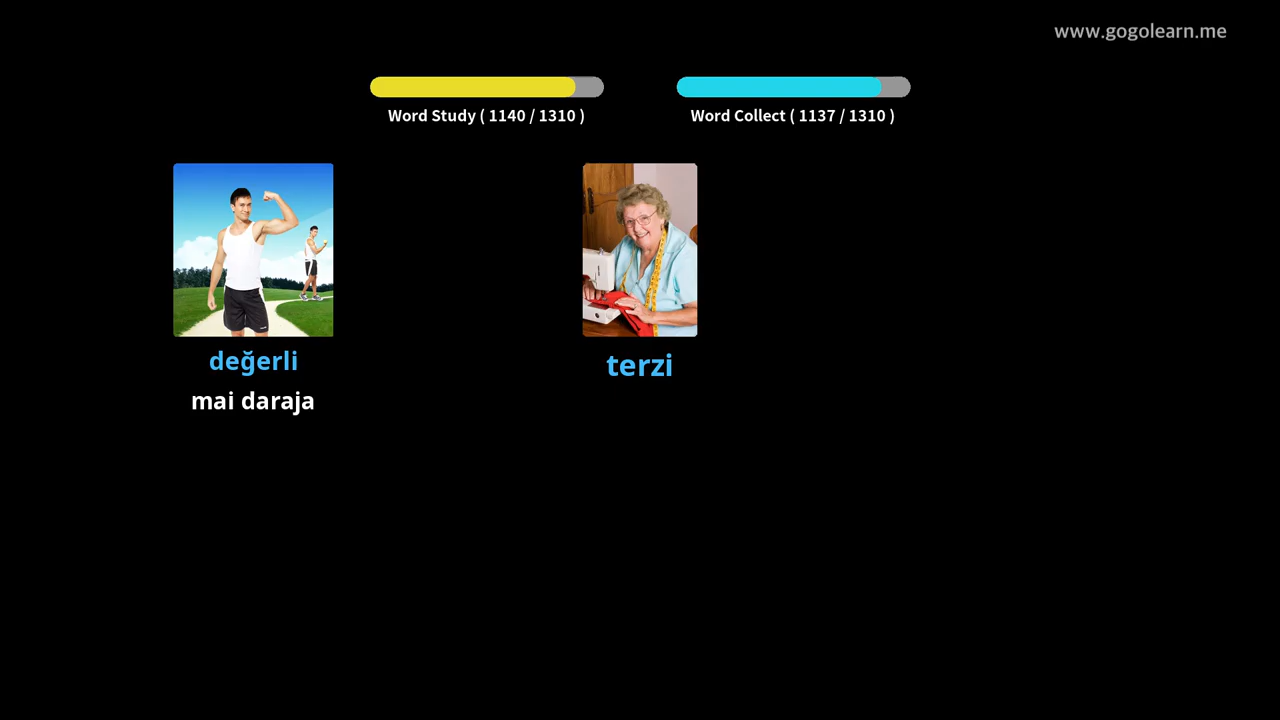 www.gogolearn.me
Word Study ( 1140 / 1310 )
Word Collect ( 1137 / 1310 )
değerli
mai daraja
terzi